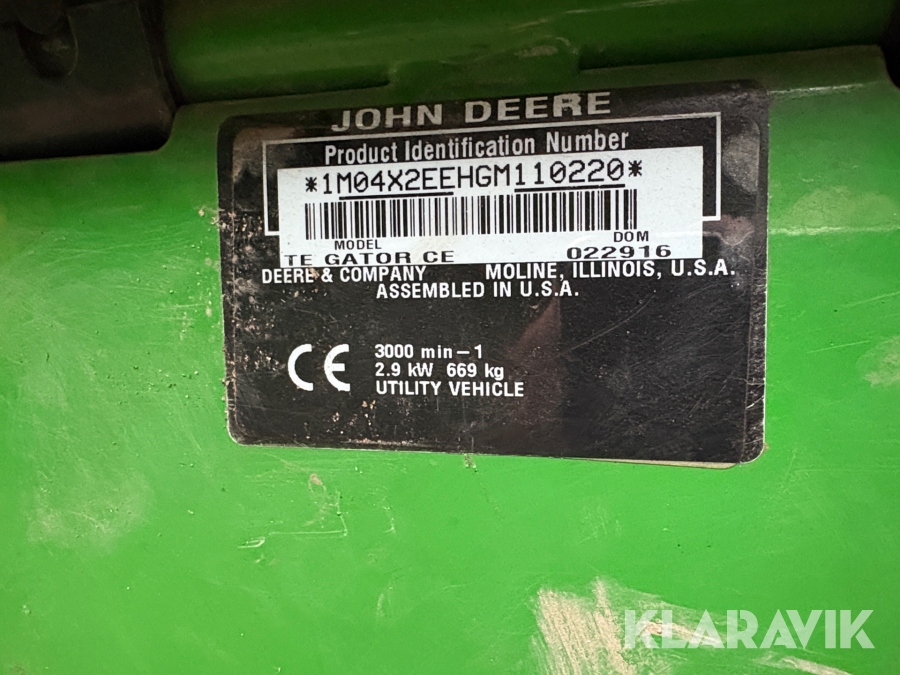 JOHN DEERE
Product Identification Number
*1M04X2EEHGM110220*
MODEL DOM
TE GATOR CE 022916
DEERE & COMPANY MOLINE, ILLINOIS, U.S.A.
ASSEMBLED IN U.S.A.
CE 3000 min-1
2.9 kW 669 kg
UTILITY VEHICLE
KLARAVIK